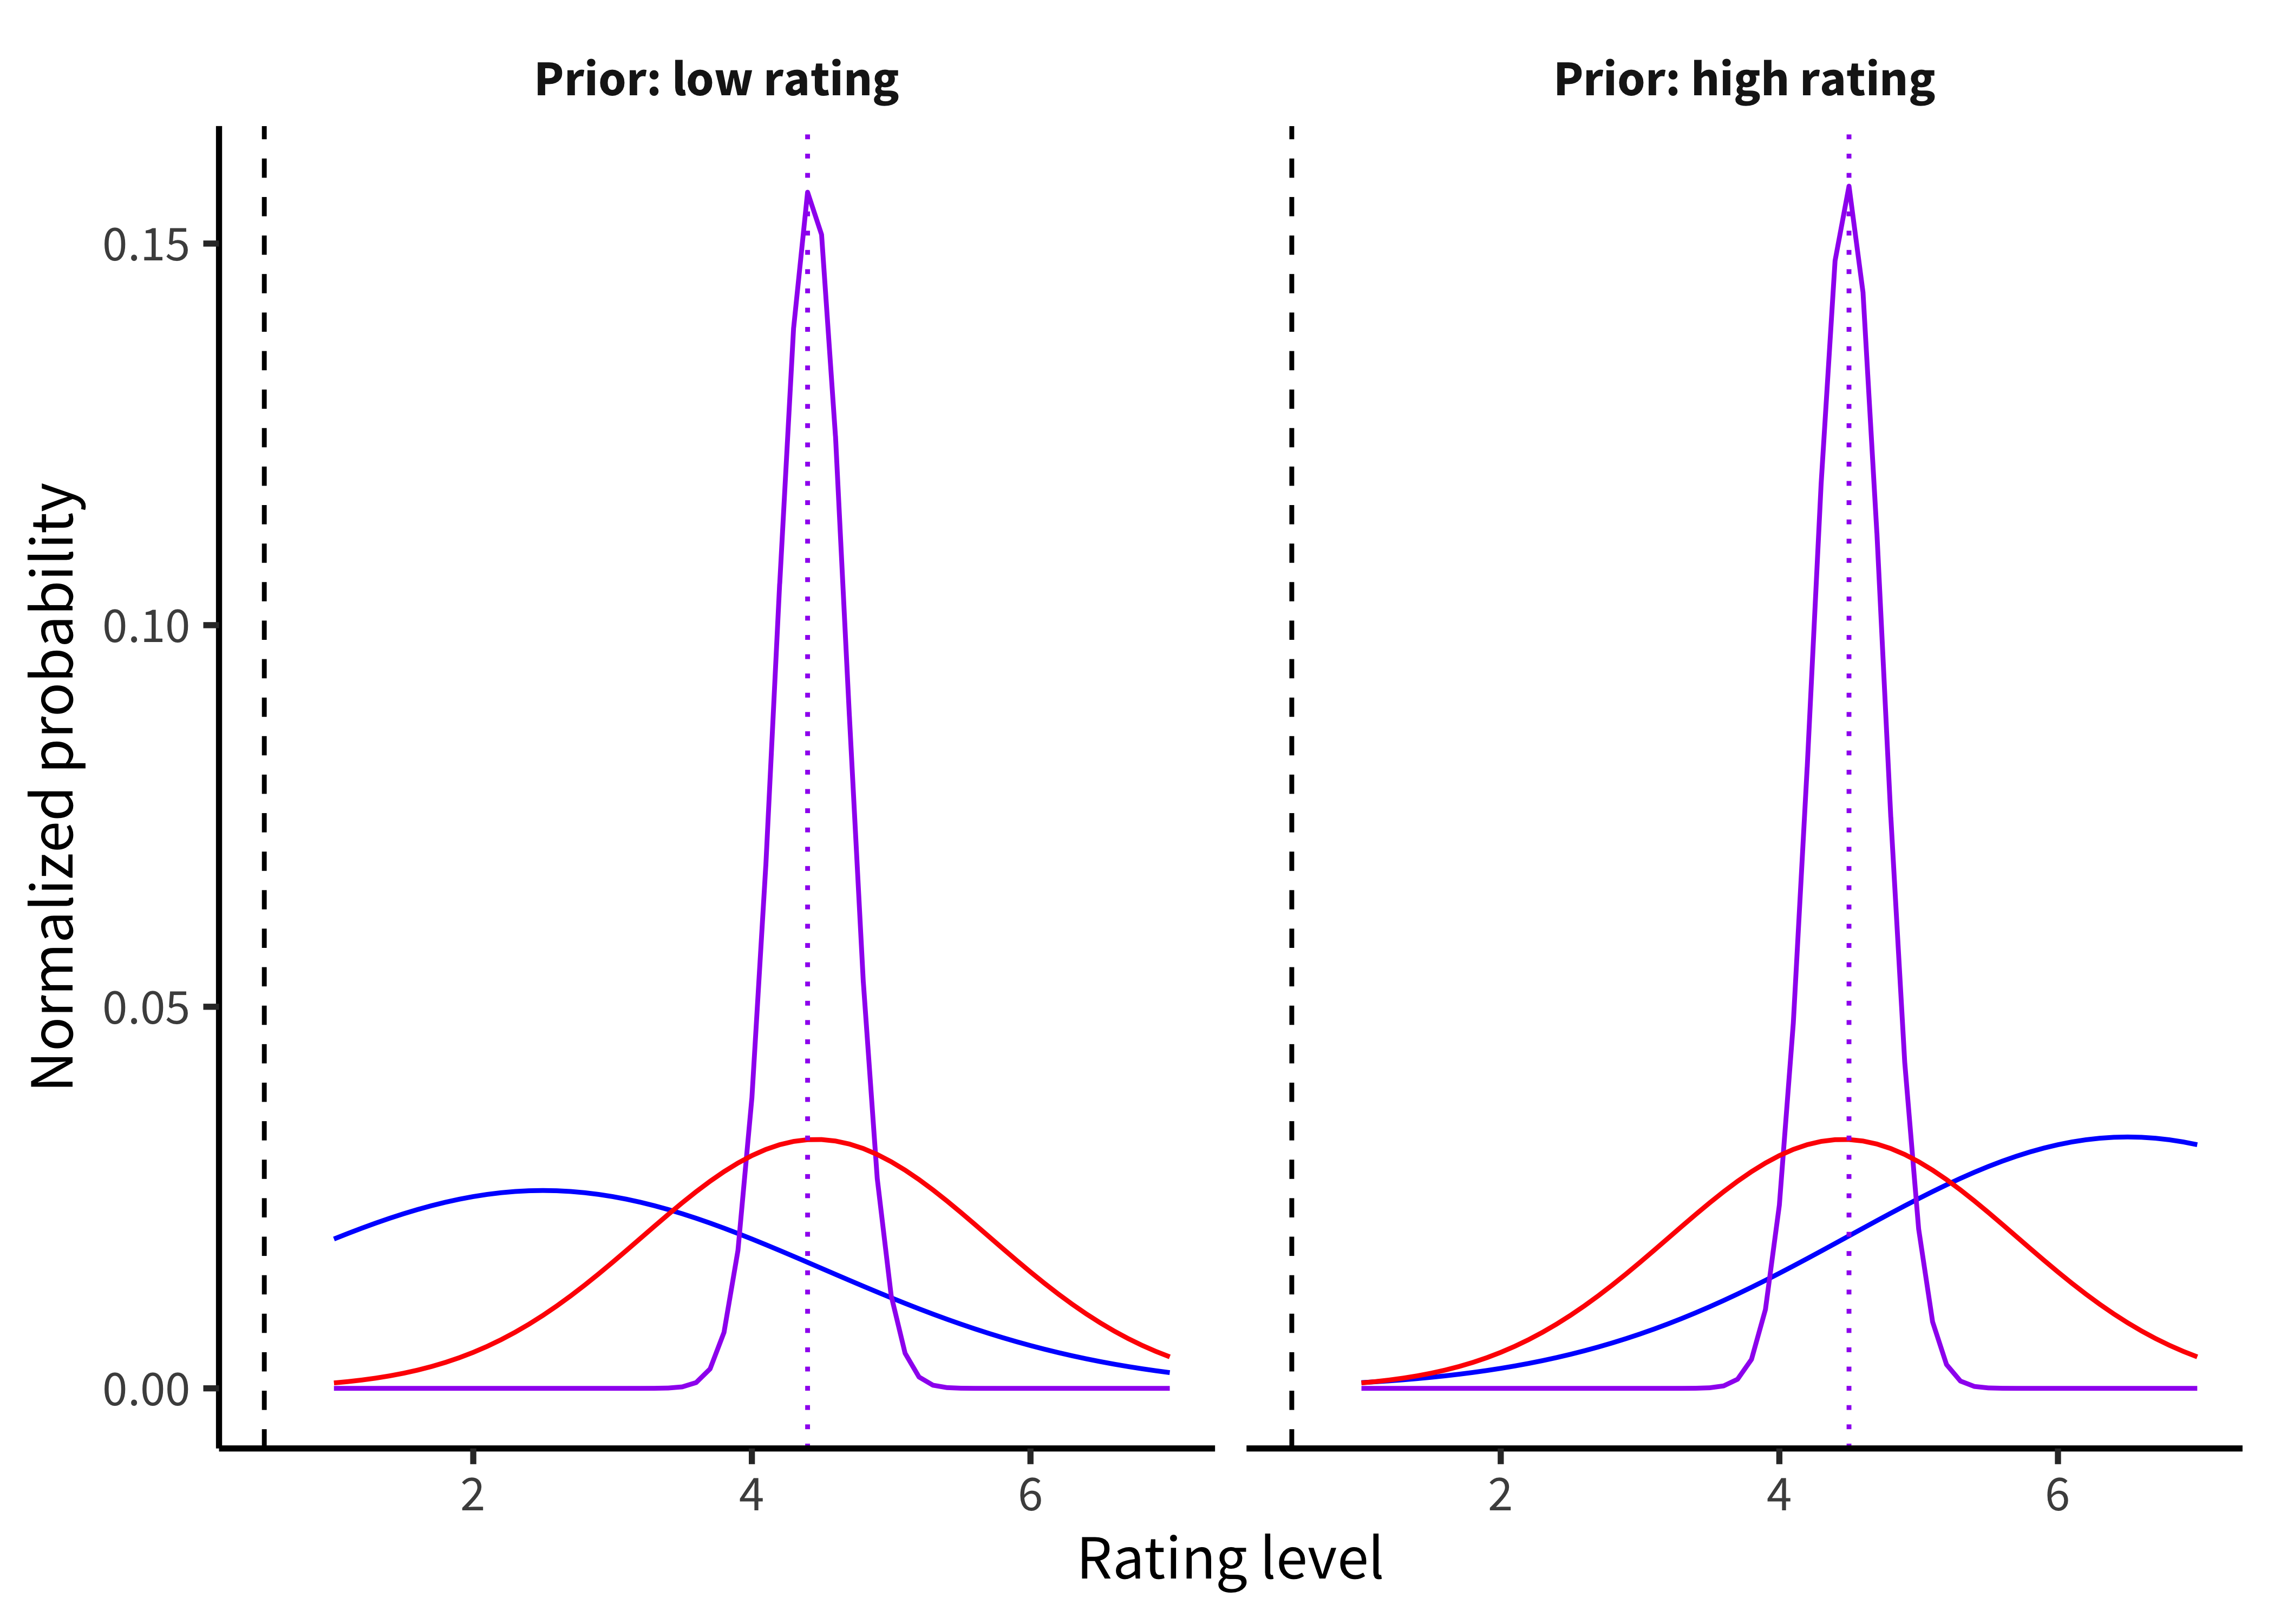 Prior: low rating
Prior: high rating
Normalized probability
0.15
0.10
0.05
0.00
2
4
6
2
4
6
Rating level